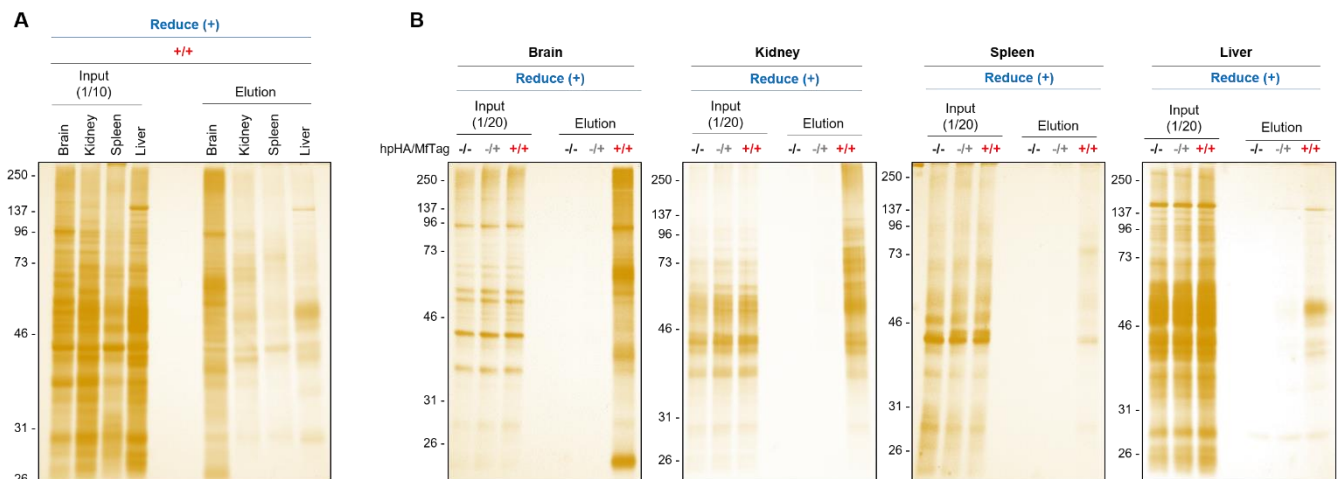 A
Reduce (+)
+/+
Input
(1/10)
Elution
Brain
Kidney
Spleen
Liver
Brain
Kidney
Spleen
Liver
250 -
137 -
96 -
73 -
46 -
31 -
26
B
Brain
Reduce (+)
Input
(1/20)
Elution
hpHA/MfTag
-/- -/+ +/+ -/- -/+ +/+
250 -
137 -
96 -
73 -
46 -
31 -
26 -
Kidney
Reduce (+)
Input
(1/20)
Elution
-/- -/+ +/+ -/- -/+ +/+
250 -
137 -
96 -
73 -
46 -
31 -
26 -
Spleen
Reduce (+)
Input
(1/20)
Elution
-/- -/+ +/+ -/- -/+ +/+
250 -
137 -
96 -
73 -
46 -
31 -
26 -
Liver
Reduce (+)
Input
(1/20)
Elution
-/- -/+ +/+ -/- -/+ +/+
250 -
137 -
96 -
73 -
46 -
31 -
26 -